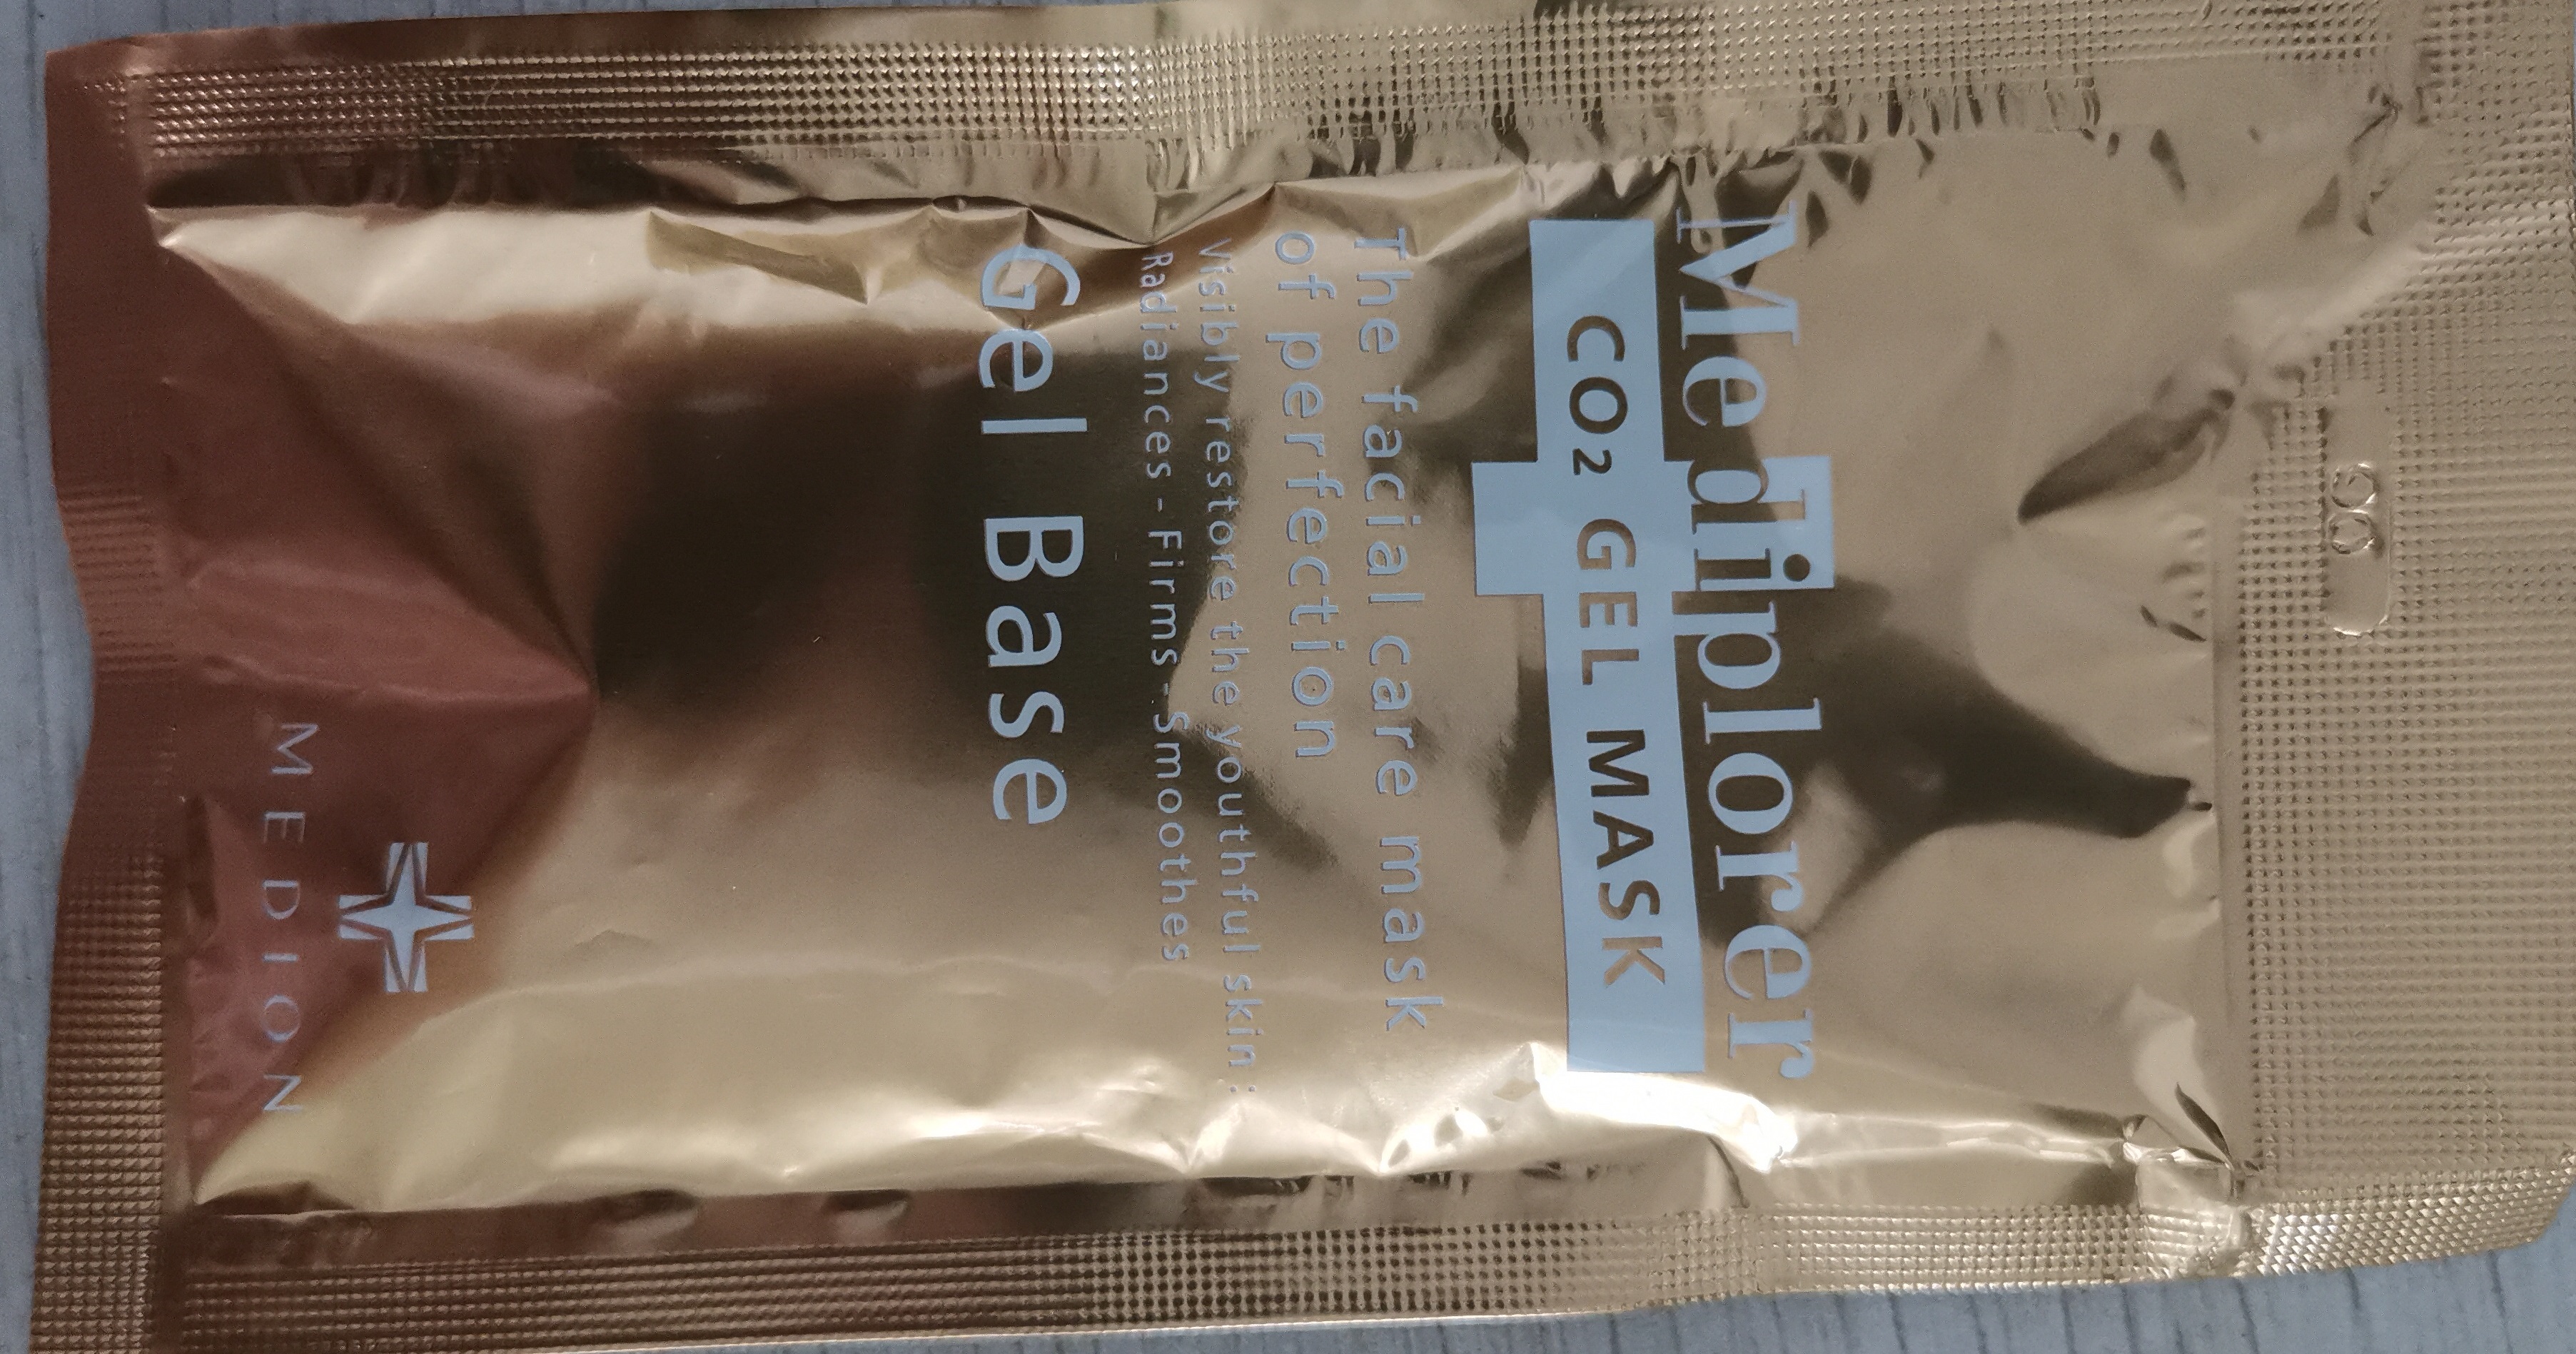 Mediplorer
CO₂ GEL MASK
The facial care mask
of perfection
Visibly restore the youthful skin :
Radiances - Firms - Smoothes
Gel Base
MEDION